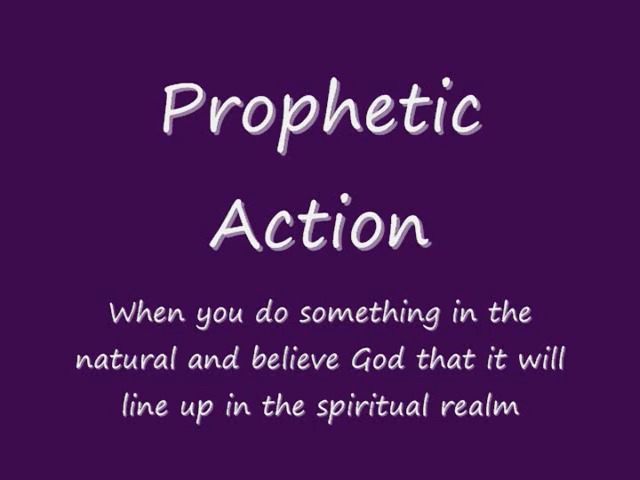 Prophetic
Action
When you do something in the
natural and believe God that it will
line up in the spiritual realm